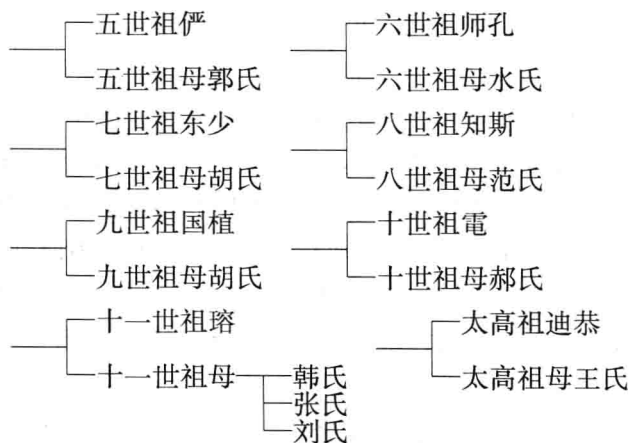 五世祖俨
五世祖母郭氏
六世祖师孔
六世祖母水氏
七世祖东少
七世祖母胡氏
八世祖知斯
八世祖母范氏
九世祖国植
九世祖母胡氏
十世祖電
十世祖母郝氏
十一世祖瑢
十一世祖母
韩氏
张氏
刘氏
太高祖迪恭
太高祖母王氏